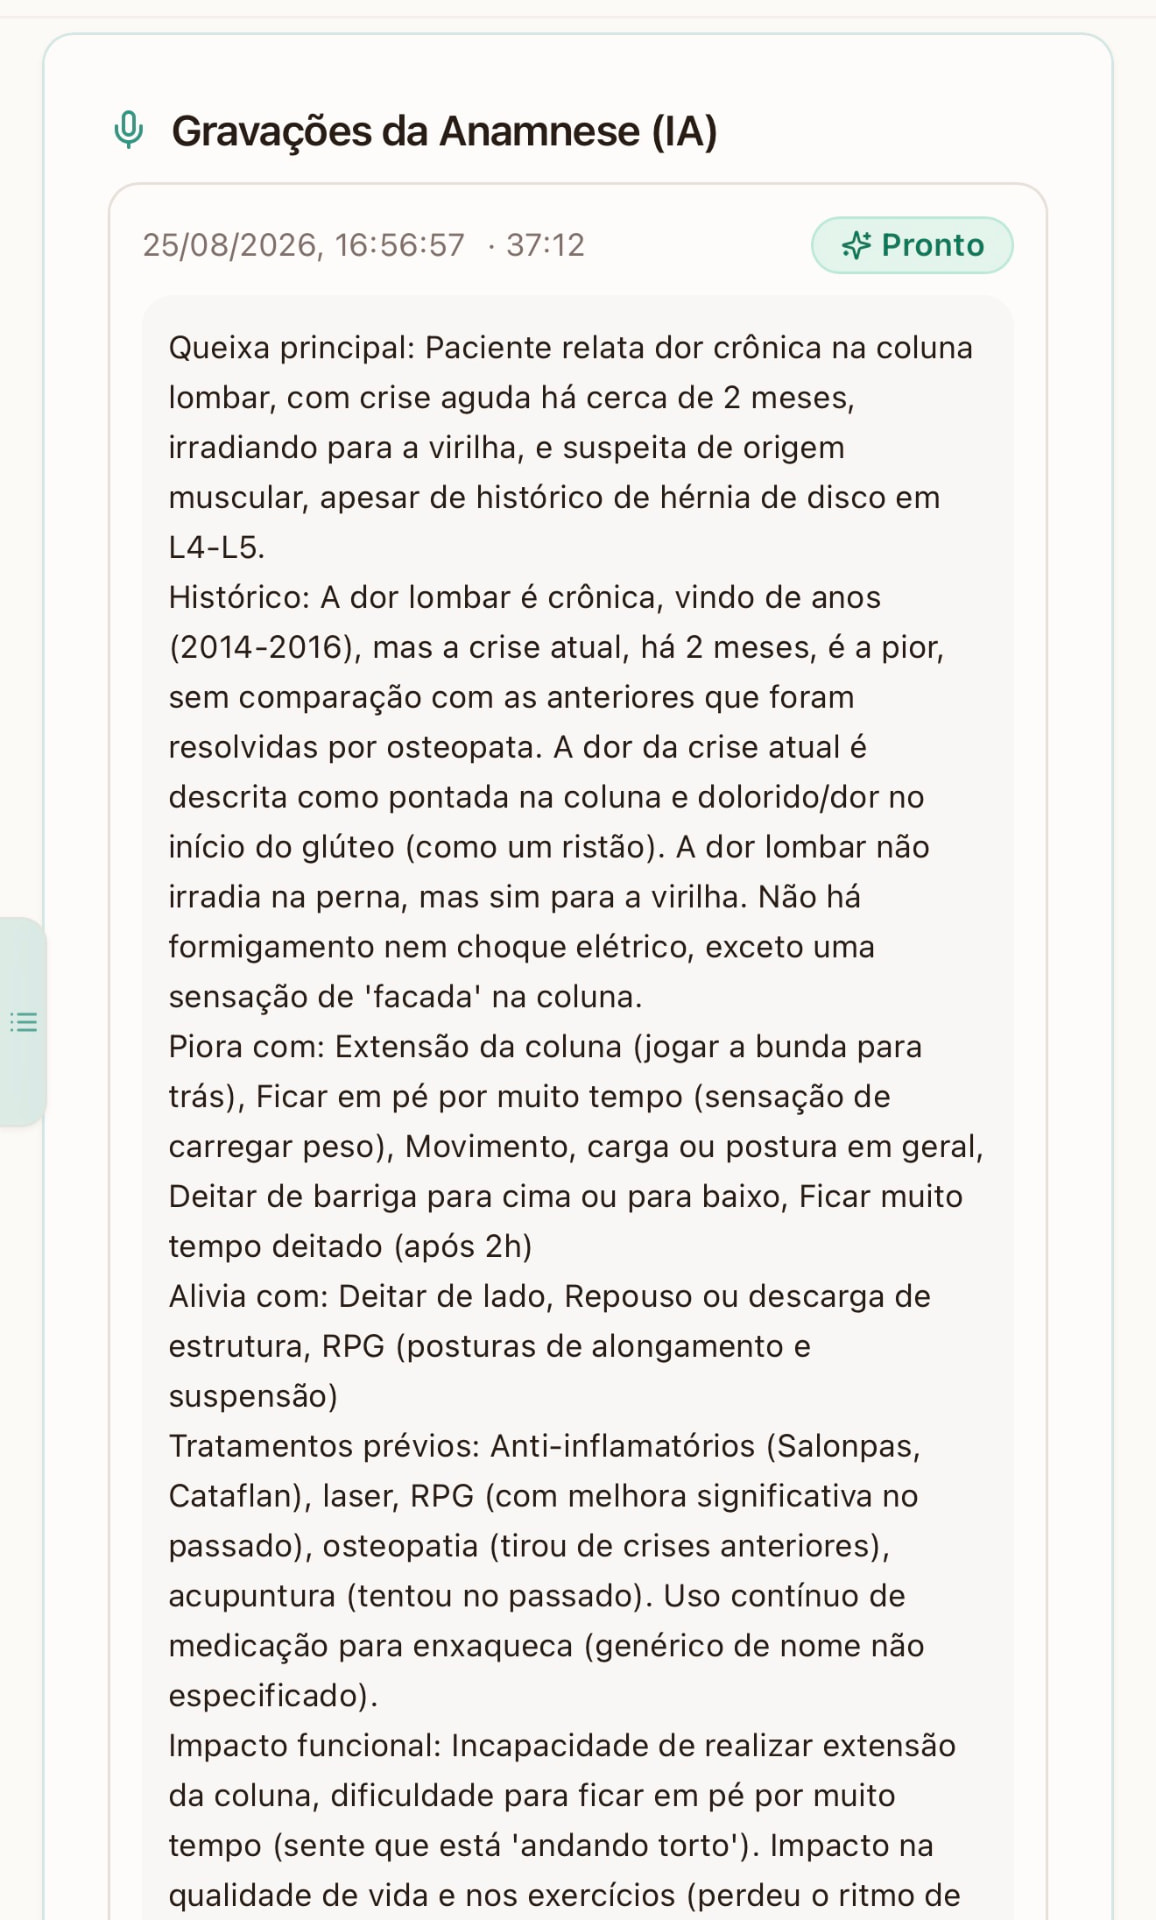 Gravações da Anamnese (IA)
25/08/2026, 16:56:57 · 37:12
Pronto
Queixa principal: Paciente relata dor crônica na coluna
lombar, com crise aguda há cerca de 2 meses,
irradiando para a virilha, e suspeita de origem
muscular, apesar de histórico de hérnia de disco em
L4-L5.
Histórico: A dor lombar é crônica, vindo de anos
(2014-2016), mas a crise atual, há 2 meses, é a pior,
sem comparação com as anteriores que foram
resolvidas por osteopata. A dor da crise atual é
descrita como pontada na coluna e dolorido/dor no
início do glúteo (como um ristão). A dor lombar não
irradia na perna, mas sim para a virilha. Não há
formigamento nem choque elétrico, exceto uma
sensação de 'facada' na coluna.
Piora com: Extensão da coluna (jogar a bunda para
trás), Ficar em pé por muito tempo (sensação de
carregar peso), Movimento, carga ou postura em geral,
Deitar de barriga para cima ou para baixo, Ficar muito
tempo deitado (após 2h)
Alivia com: Deitar de lado, Repouso ou descarga de
estrutura, RPG (posturas de alongamento e
suspensão)
Tratamentos prévios: Anti-inflamatórios (Salonpas,
Cataflan), laser, RPG (com melhora significativa no
passado), osteopatia (tirou de crises anteriores),
acupuntura (tentou no passado). Uso contínuo de
medicação para enxaqueca (genérico de nome não
especificado).
Impacto funcional: Incapacidade de realizar extensão
da coluna, dificuldade para ficar em pé por muito
tempo (sente que está 'andando torto'). Impacto na
qualidade de vida e nos exercícios (perdeu o ritmo de